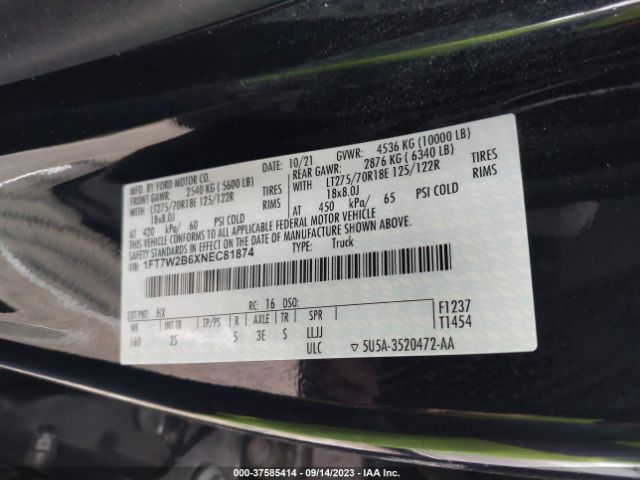 MFD. BY FORD MOTOR CO.
10/21
GVWR: 4536 KG (10000 LB)
FRONT GAWR: 2540 KG (5600 LB)
REAR GAWR: 2876 KG (6340 LB)
WITH LT275/70R18E 125/122R TIRES
WITH LT275/70R18E 125/122R TIRES
18x8.0J RIMS
18x8.0J RIMS
AT 420 kPa/ 60 PSI COLD
AT 450 kPa/ 65 PSI COLD
THIS VEHICLE CONFORMS TO ALL APPLICABLE FEDERAL MOTOR VEHICLE
SAFETY STANDARDS IN EFFECT ON THE DATE OF MANUFACTURE SHOWN ABOVE.
VIN: 1FT7W2B6XNEC81874
TYPE: Truck
EXT PNT: HX RC: 16 DSO:
F1237
WB INT TR TP/PS R AXLE TR SPR
T1454
160 2S S 3E S LLJJ
ULC
▽ 5U5A-3520472-AA
000-37585414 - 09/14/2023 - IAA Inc.